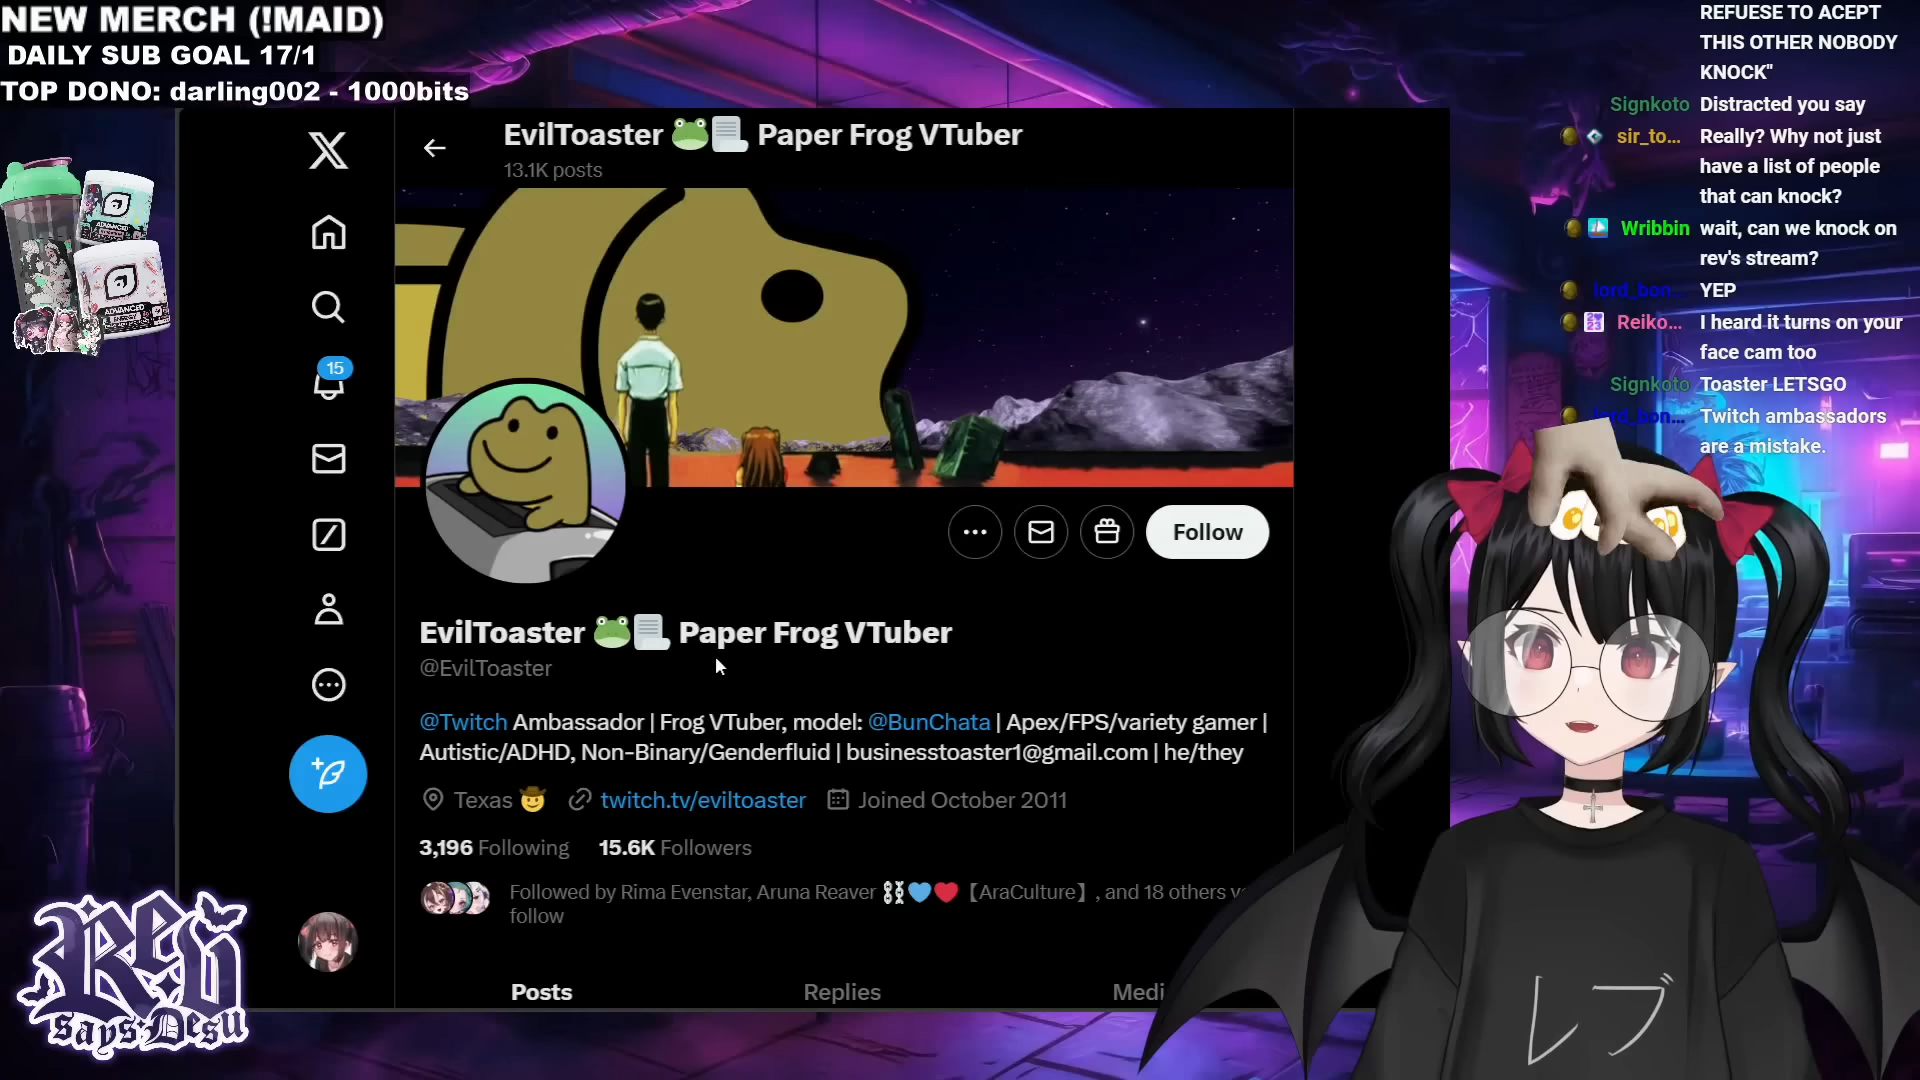 NEW MERCH (!MAID)
DAILY SUB GOAL 17/1
TOP DONO: darling002 - 1000bits
EvilToaster 🐸📃 Paper Frog VTuber
13.1K posts
15
Follow
EvilToaster 🐸📃 Paper Frog VTuber
@EvilToaster
@Twitch Ambassador | Frog VTuber, model: @BunChata | Apex/FPS/variety gamer |
Autistic/ADHD, Non-Binary/Genderfluid | businesstoaster1@gmail.com | he/they
Texas 🤠 twitch.tv/eviltoaster Joined October 2011
3,196 Following 15.6K Followers
Followed by Rima Evenstar, Aruna Reaver ⛓️💙❤️【AraCulture】, and 18 others
follow
Posts Replies Medi
REFUESE TO ACEPT
THIS OTHER NOBODY
KNOCK"
Signkoto Distracted you say
sir_to... Really? Why not just
have a list of people
that can knock?
Wribbin wait, can we knock on
rev's stream?
lord_bon... YEP
Reiko... I heard it turns on your
face cam too
Signkoto Toaster LETSGO
lord_bon... Twitch ambassadors
are a mistake.
Rev
says Desu
ADVANCED
ADVANCED
レブ